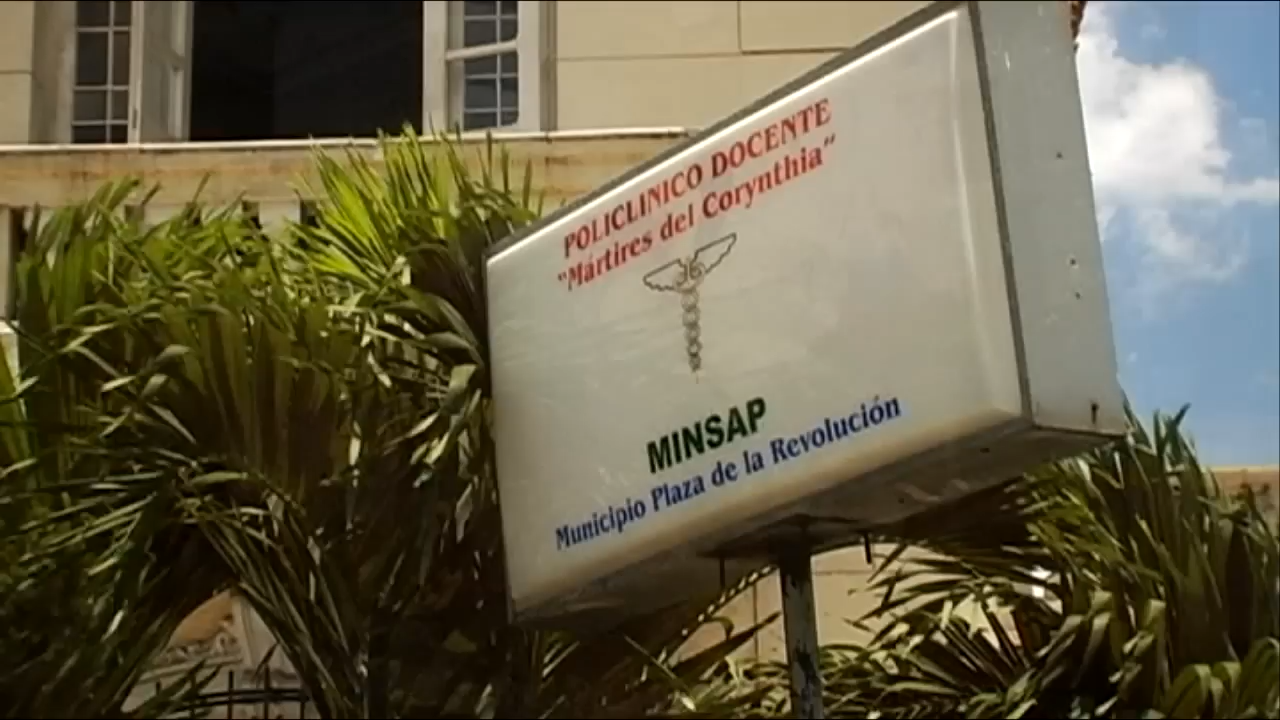 POLICLINICO DOCENTE
"Mártires del Corynthia"
MINSAP
Municipio Plaza de la Revolución